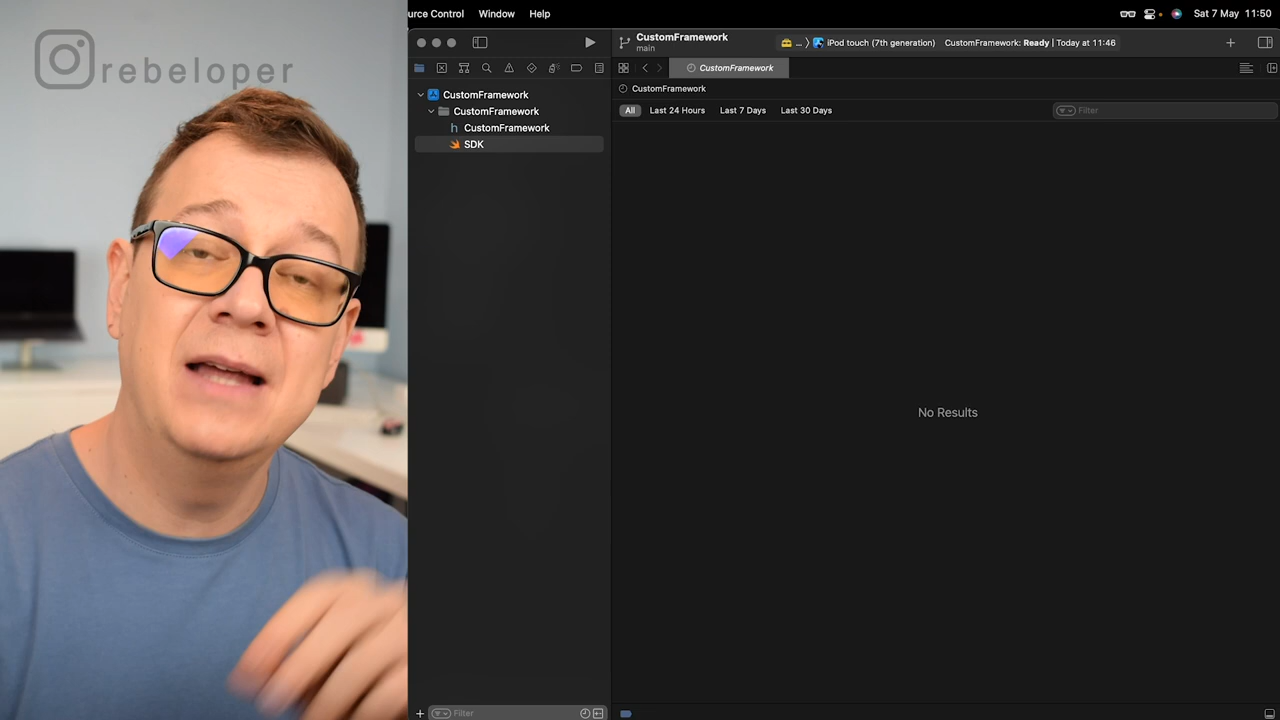 rebeloper
urce Control Window Help
Sat 7 May 11:50
CustomFramework
main
... iPod touch (7th generation)
CustomFramework: Ready | Today at 11:46
CustomFramework
CustomFramework
CustomFramework
CustomFramework
SDK
CustomFramework
All Last 24 Hours Last 7 Days Last 30 Days
Filter
No Results
Filter